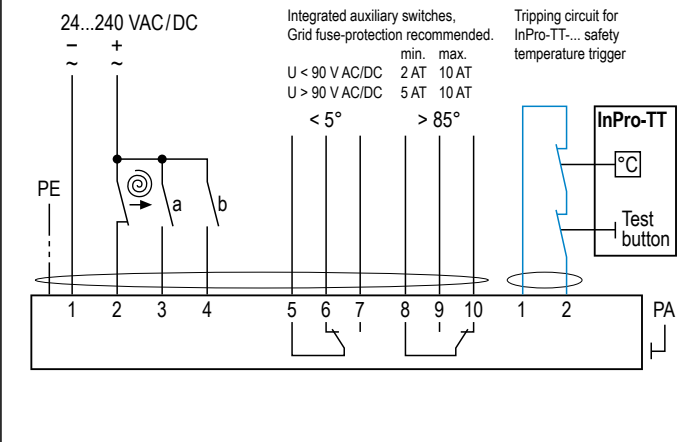 24...240 VAC/DC
– +
~ ~
Integrated auxiliary switches,
Grid fuse-protection recommended.
min. max.
U < 90 V AC/DC 2 AT 10 AT
U > 90 V AC/DC 5 AT 10 AT
< 5° > 85°
Tripping circuit for
InPro-TT-... safety
temperature trigger
InPro-TT
°C
Test
button
PE
a
b
1 2 3 4 5 6 7 8 9 10 1 2
PA